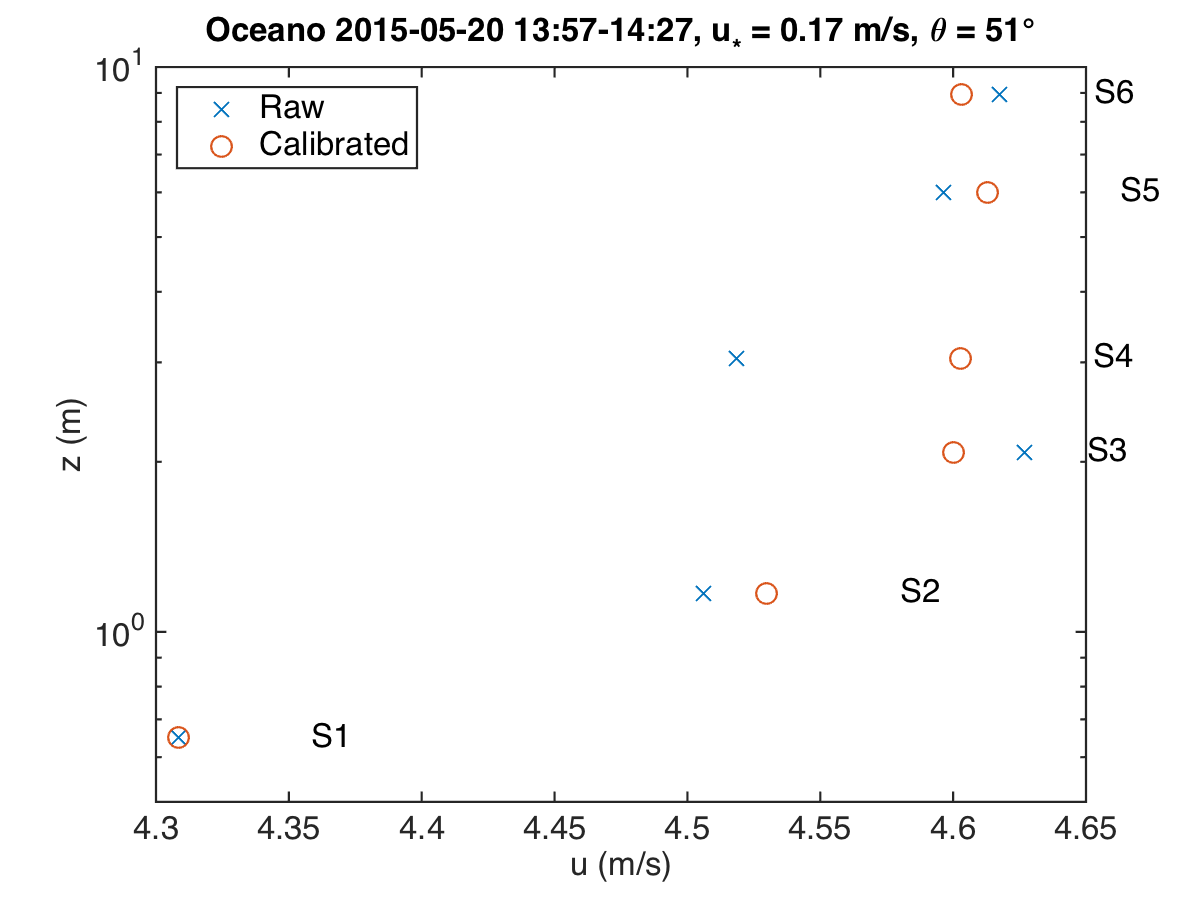 Oceano 2015-05-20 13:57-14:27, u* = 0.17 m/s, θ = 51°
10¹
Raw
Calibrated
S6
S5
S4
S3
S2
10⁰
S1
z (m)
4.3 4.35 4.4 4.45 4.5 4.55 4.6 4.65
u (m/s)